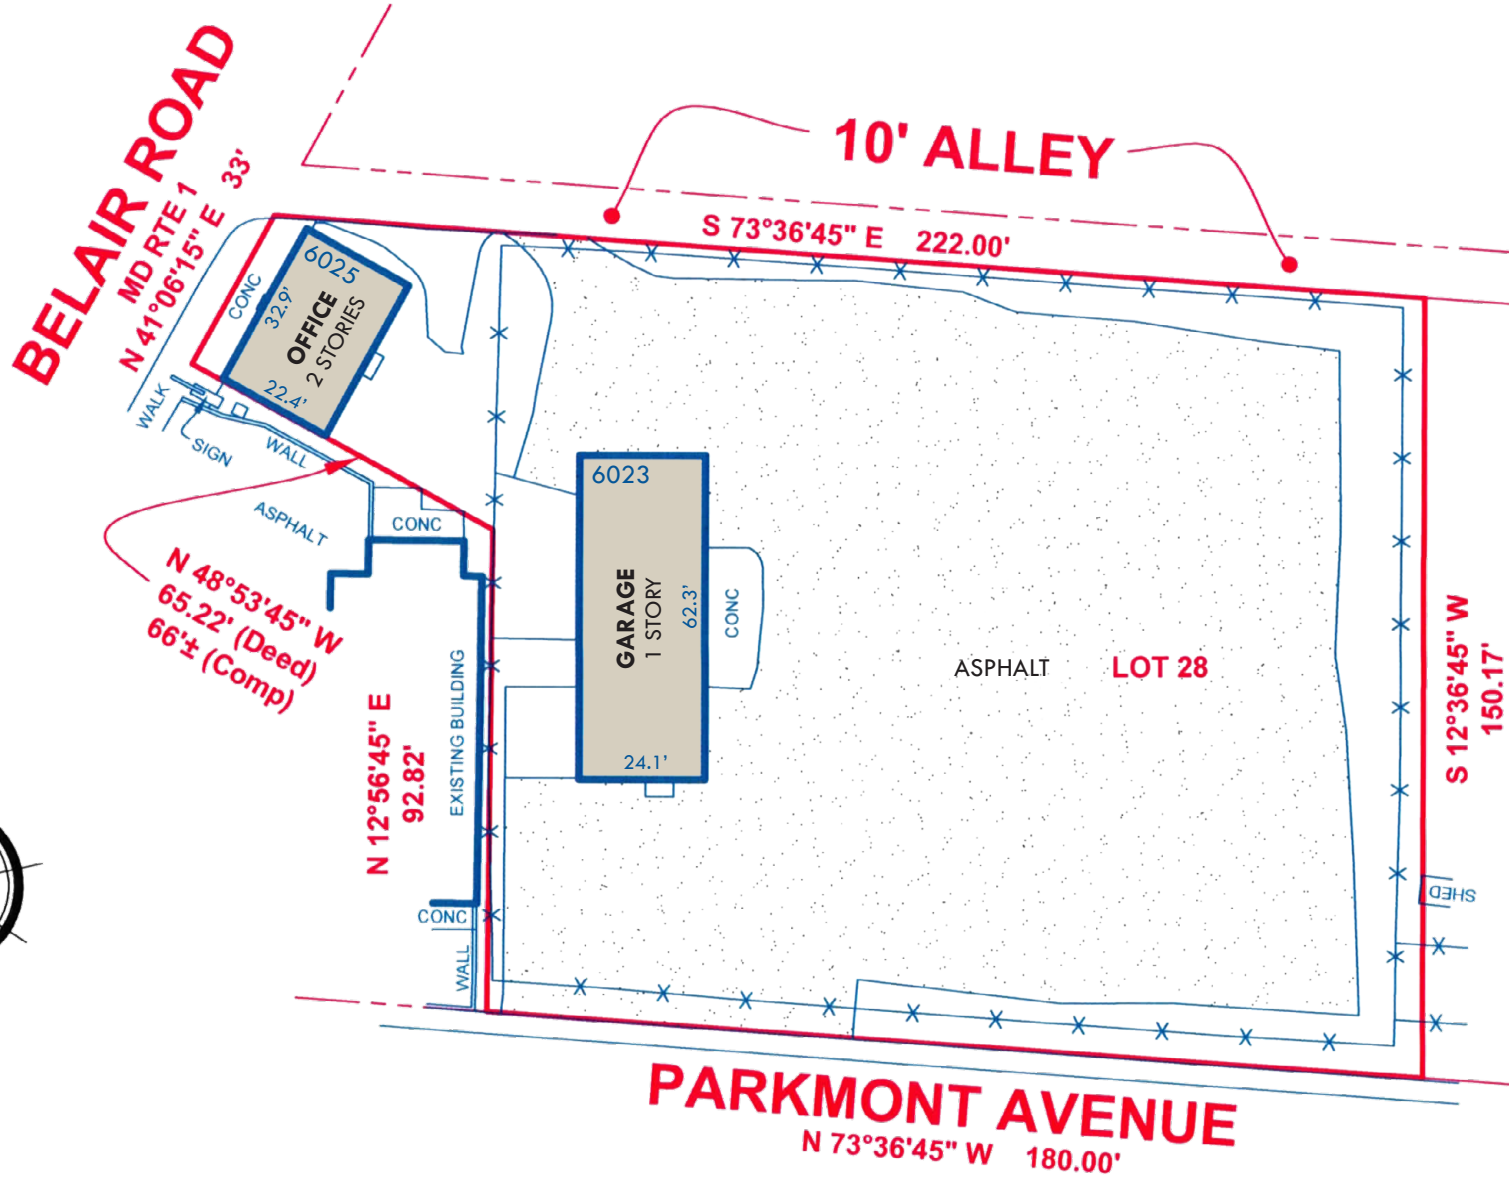 BELAIR ROAD
MD RTE 1
N 41°06'15" E 33'
10' ALLEY
S 73°36'45" E 222.00'
CONC
6025
32.9'
OFFICE
2 STORIES
22.4'
WALK
SIGN
WALL
ASPHALT
CONC
N 48°53'45" W
65.22' (Deed)
66'± (Comp)
6023
GARAGE
1 STORY
62.3'
24.1'
CONC
ASPHALT
LOT 28
N 12°56'45" E
92.82'
EXISTING BUILDING
CONC
WALL
S 12°36'45" W
150.17'
SHED
PARKMONT AVENUE
N 73°36'45" W 180.00'